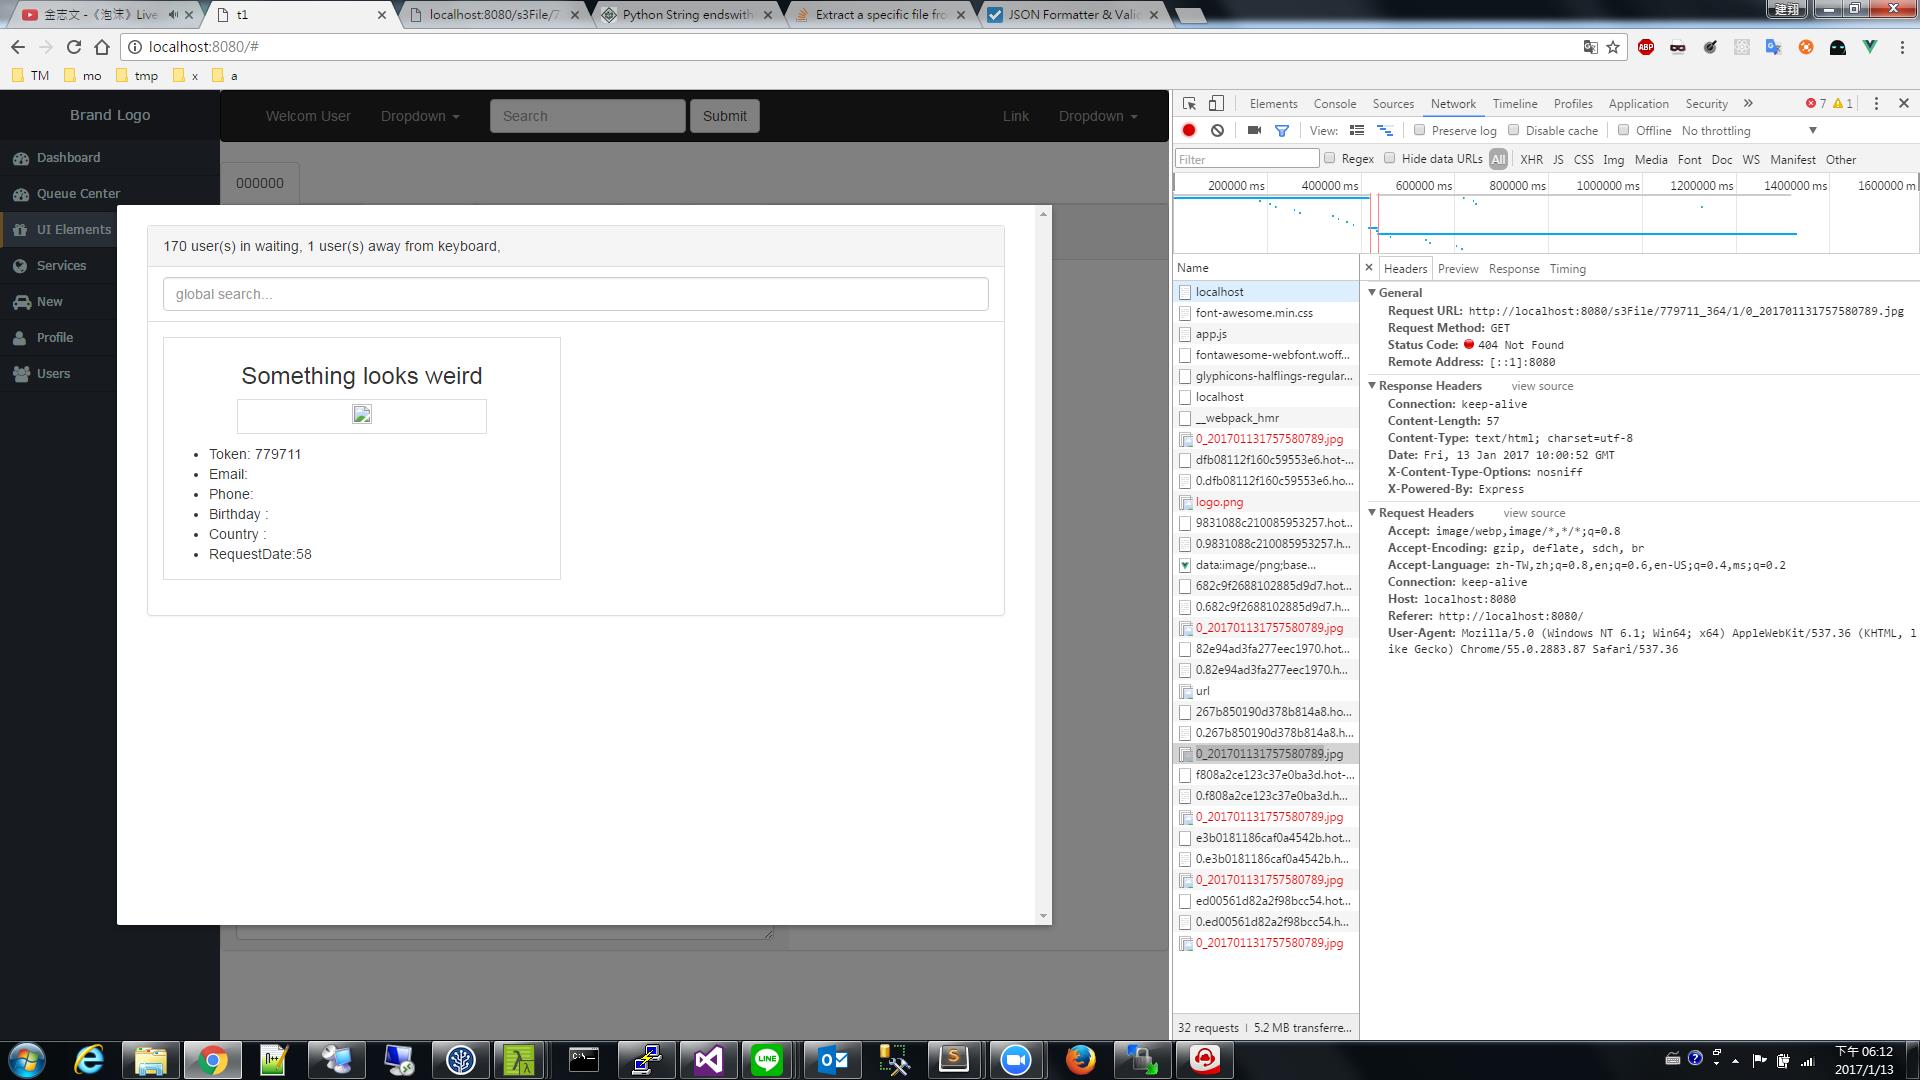 金志文 -《泡沫》Live
t1
localhost:8080/s3File/7
Python String endswith
Extract a specific file fro
JSON Formatter & Valid
建翔
localhost:8080/#
ABP
TM
mo
tmp
x
a
Brand Logo
Dashboard
Queue Center
UI Elements
Services
New
Profile
Users
Welcom User
Dropdown
Search
Submit
Link
Dropdown
000000
170 user(s) in waiting, 1 user(s) away from keyboard,
global search...
Something looks weird
Token: 779711
Email:
Phone:
Birthday :
Country :
RequestDate:58
Elements Console Sources Network Timeline Profiles Application Security » 7 1
View: Preserve log Disable cache Offline No throttling
Filter Regex Hide data URLs All XHR JS CSS Img Media Font Doc WS Manifest Other
200000 ms 400000 ms 600000 ms 800000 ms 1000000 ms 1200000 ms 1400000 ms 1600000 m
Name
localhost
font-awesome.min.css
app.js
fontawesome-webfont.woff...
glyphicons-halflings-regular...
localhost
__webpack_hmr
0_201701131757580789.jpg
dfb08112f160c59553e6.hot-...
0.dfb08112f160c59553e6.ho...
logo.png
9831088c210085953257.hot...
0.9831088c210085953257.h...
data:image/png;base...
682c9f2688102885d9d7.hot...
0.682c9f2688102885d9d7.h...
0_201701131757580789.jpg
82e94ad3fa277eec1970.hot...
0.82e94ad3fa277eec1970.h...
url
267b850190d378b814a8.ho...
0.267b850190d378b814a8.h...
0_201701131757580789.jpg
f808a2ce123c37e0ba3d.hot-...
0.f808a2ce123c37e0ba3d.h...
0_201701131757580789.jpg
e3b0181186caf0a4542b.hot...
0.e3b0181186caf0a4542b.h...
0_201701131757580789.jpg
ed00561d82a2f98bcc54.hot...
0.ed00561d82a2f98bcc54.h...
0_201701131757580789.jpg
32 requests | 5.2 MB transferre...
Headers Preview Response Timing
General
Request URL: http://localhost:8080/s3File/779711_364/1/0_201701131757580789.jpg
Request Method: GET
Status Code: 404 Not Found
Remote Address: [::1]:8080
Response Headers view source
Connection: keep-alive
Content-Length: 57
Content-Type: text/html; charset=utf-8
Date: Fri, 13 Jan 2017 10:00:52 GMT
X-Content-Type-Options: nosniff
X-Powered-By: Express
Request Headers view source
Accept: image/webp,image/*,*/*;q=0.8
Accept-Encoding: gzip, deflate, sdch, br
Accept-Language: zh-TW,zh;q=0.8,en;q=0.6,en-US;q=0.4,ms;q=0.2
Connection: keep-alive
Host: localhost:8080
Referer: http://localhost:8080/
User-Agent: Mozilla/5.0 (Windows NT 6.1; Win64; x64) AppleWebKit/537.36 (KHTML, l
ike Gecko) Chrome/55.0.2883.87 Safari/537.36
LINE
下午 06:12
2017/1/13